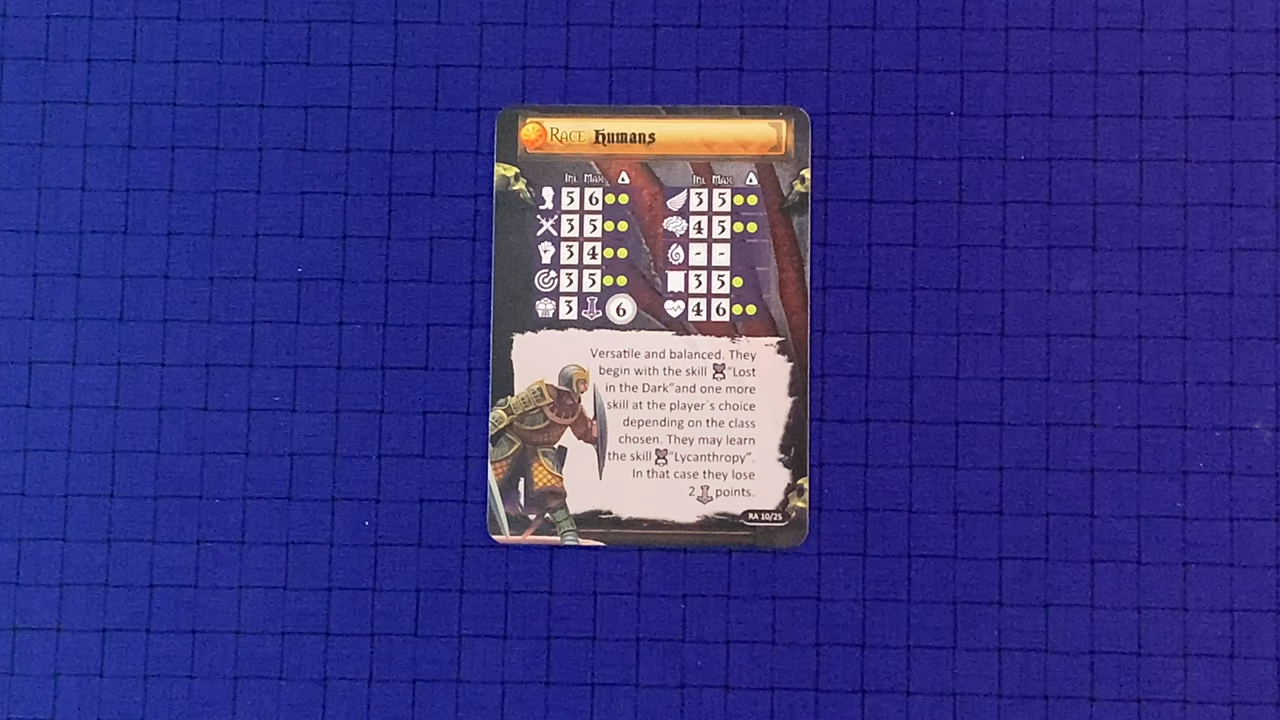 RACE Humans
INI MAX INI MAX
5 6 3 5
3 5 4 5
3 4 - -
3 5 3 5
3 6 4 6
Versatile and balanced. They
begin with the skill "Lost
in the Dark"and one more
skill at the player´s choice
depending on the class
chosen. They may learn
the skill "Lycanthropy".
In that case they lose
2 points.
RA 10/25